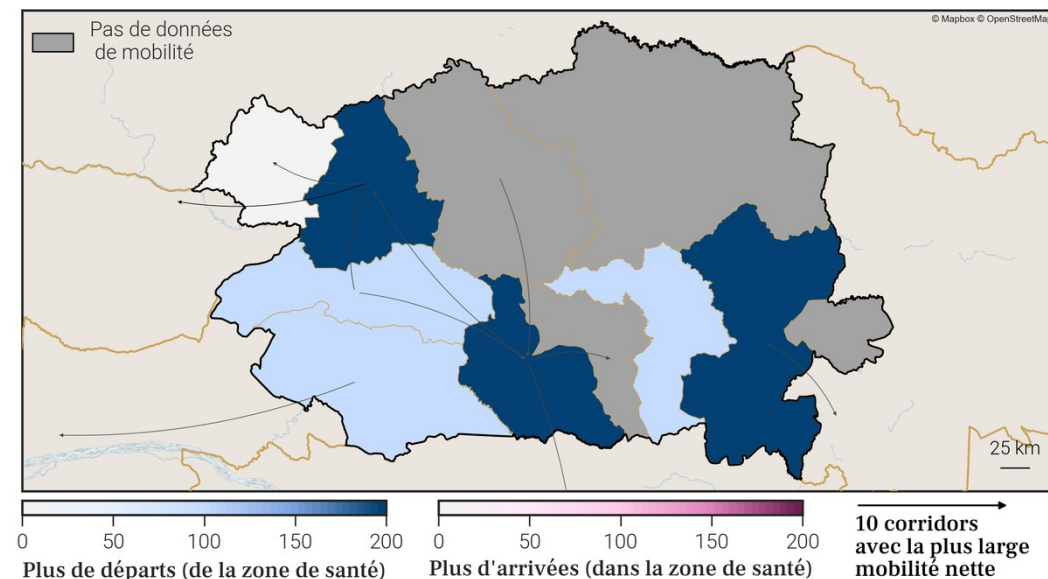 © Mapbox © OpenStreetMap
Pas de données
de mobilité
25 km
0 50 100 150 200
Plus de départs (de la zone de santé)
0 50 100 150 200
Plus d'arrivées (dans la zone de santé)
10 corridors
avec la plus large
mobilité nette